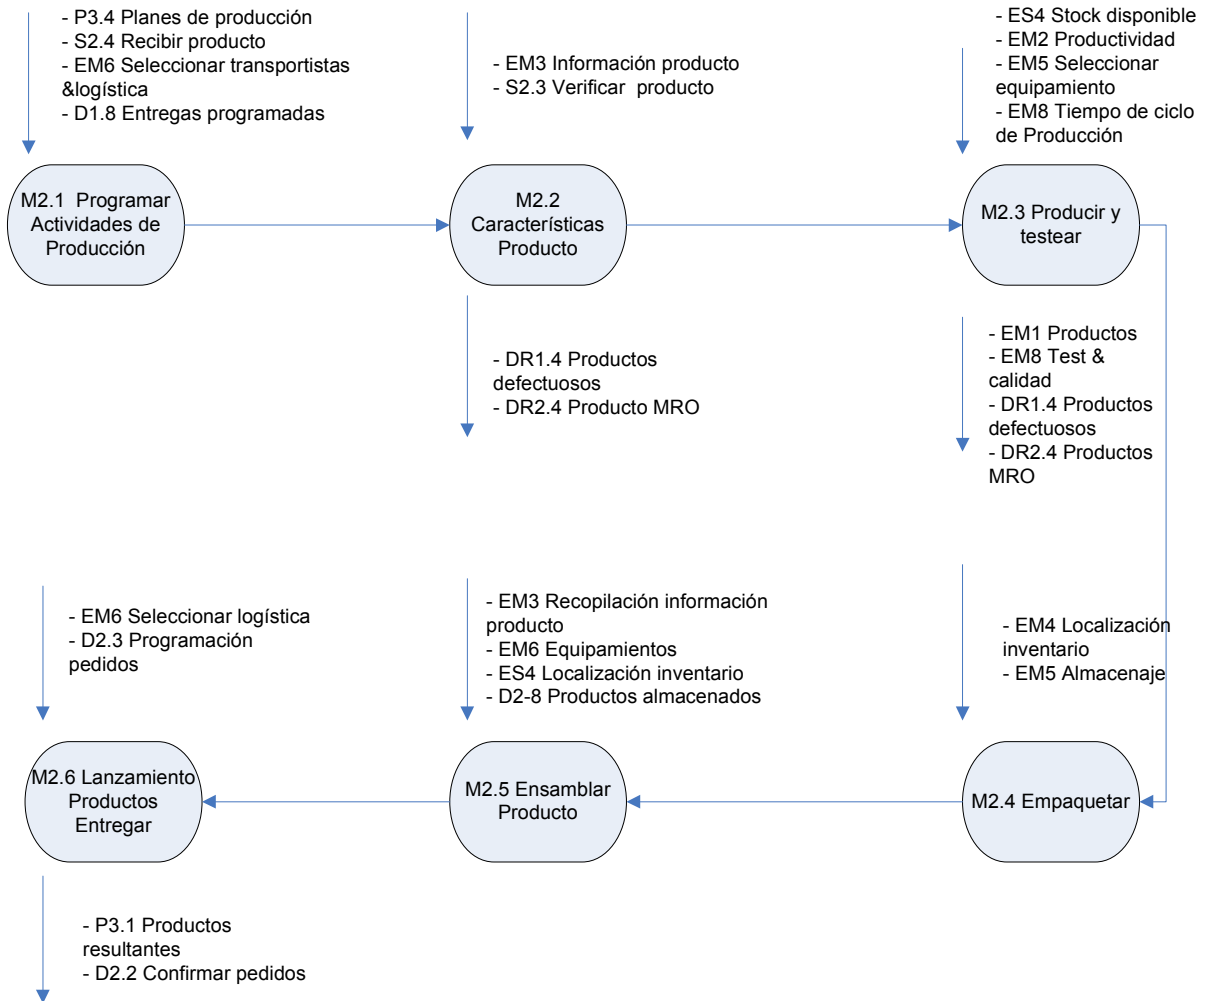 - P3.4 Planes de producción
- S2.4 Recibir producto
- EM6 Seleccionar transportistas
&logística
- D1.8 Entregas programadas
- EM3 Información producto
- S2.3 Verificar  producto
- ES4 Stock disponible
- EM2 Productividad
- EM5 Seleccionar
equipamiento
- EM8 Tiempo de ciclo
de Producción
M2.1  Programar
Actividades de
Producción
M2.2
Características
Producto
M2.3 Producir y
testear
- DR1.4 Productos
defectuosos
- DR2.4 Producto MRO
- EM1 Productos
- EM8 Test &
calidad
- DR1.4 Productos
defectuosos
- DR2.4 Productos
MRO
- EM6 Seleccionar logística
- D2.3 Programación
pedidos
- EM3 Recopilación información
producto
- EM6 Equipamientos
- ES4 Localización inventario
- D2-8 Productos almacenados
- EM4 Localización
inventario
- EM5 Almacenaje
M2.6 Lanzamiento
Productos
Entregar
M2.5 Ensamblar
Producto
M2.4 Empaquetar
- P3.1 Productos
resultantes
- D2.2 Confirmar pedidos